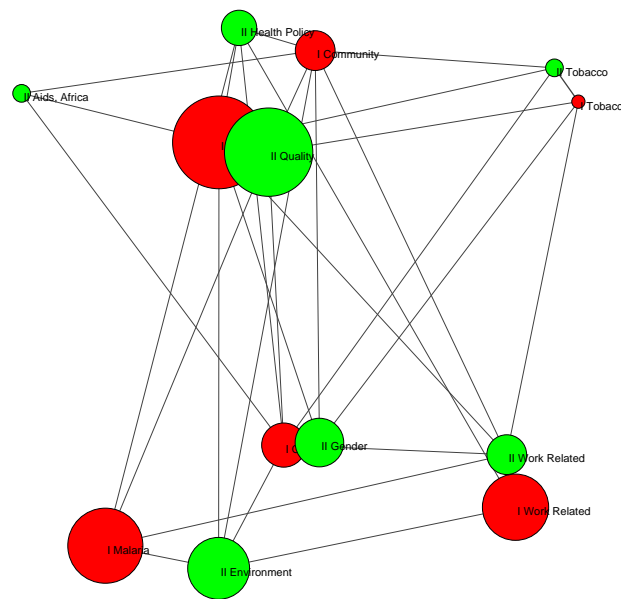 II Health Policy
I Community
II Tobacco
I Tobacc
II Aids, Africa
I
II Quality
I
II Gender
II Work Related
I Work Related
I Malaria
II Environment